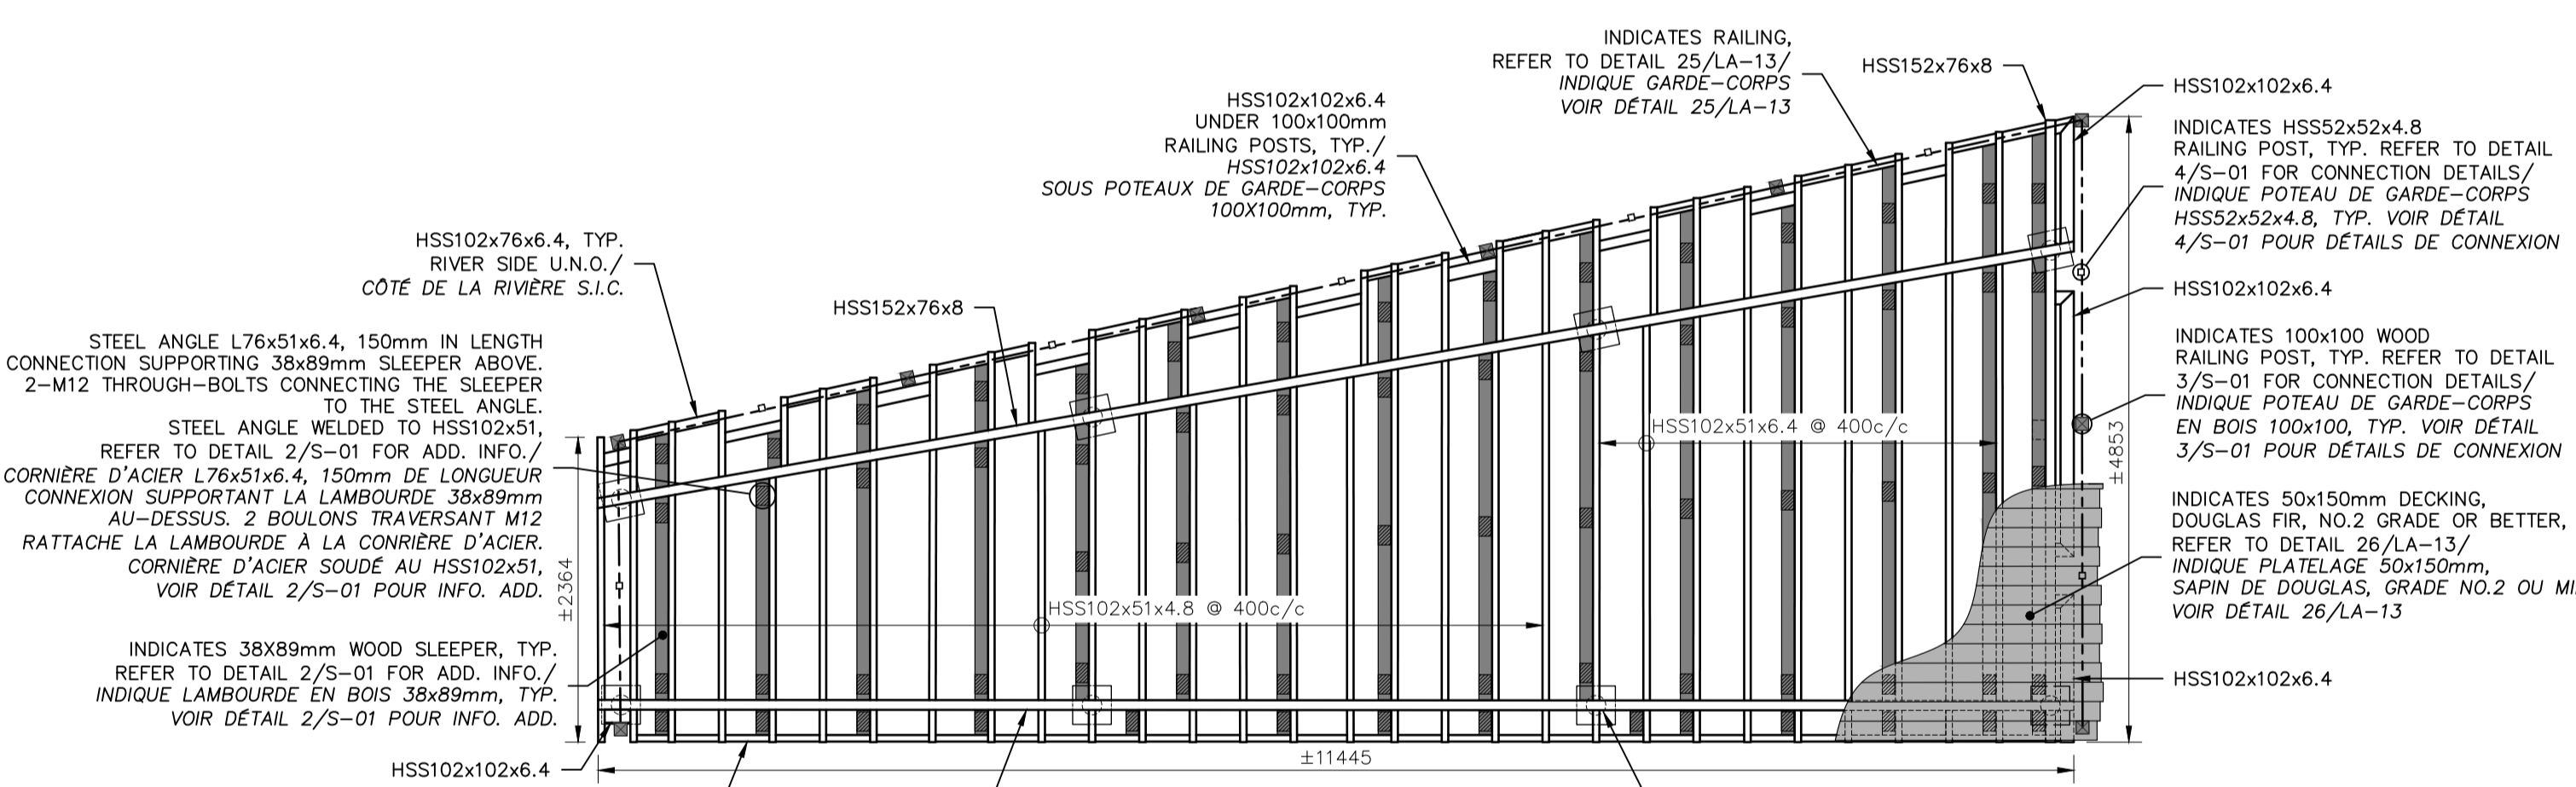 INDICATES RAILING,
REFER TO DETAIL 25/LA-13/
INDIQUE GARDE-CORPS
VOIR DÉTAIL 25/LA-13
HSS152x76x8
HSS102x102x6.4
HSS102x102x6.4
UNDER 100x100mm
RAILING POSTS, TYP./
HSS102x102x6.4
SOUS POTEAUX DE GARDE-CORPS
100X100mm, TYP.
INDICATES HSS52x52x4.8
RAILING POST, TYP. REFER TO DETAIL
4/S-01 FOR CONNECTION DETAILS/
INDIQUE POTEAU DE GARDE-CORPS
HSS52x52x4.8, TYP. VOIR DÉTAIL
4/S-01 POUR DÉTAILS DE CONNEXION
HSS102x76x6.4, TYP.
RIVER SIDE U.N.O./
CÔTÉ DE LA RIVIÈRE S.I.C.
HSS152x76x8
HSS102x102x6.4
STEEL ANGLE L76x51x6.4, 150mm IN LENGTH
CONNECTION SUPPORTING 38x89mm SLEEPER ABOVE.
2-M12 THROUGH-BOLTS CONNECTING THE SLEEPER
TO THE STEEL ANGLE.
STEEL ANGLE WELDED TO HSS102x51,
REFER TO DETAIL 2/S-01 FOR ADD. INFO./
CORNIÈRE D'ACIER L76x51x6.4, 150mm DE LONGUEUR
CONNEXION SUPPORTANT LA LAMBOURDE 38x89mm
AU-DESSUS. 2 BOULONS TRAVERSANT M12
RATTACHE LA LAMBOURDE À LA CONRIÈRE D'ACIER.
CORNIÈRE D'ACIER SOUDÉ AU HSS102x51,
VOIR DÉTAIL 2/S-01 POUR INFO. ADD.
INDICATES 100x100 WOOD
RAILING POST, TYP. REFER TO DETAIL
3/S-01 FOR CONNECTION DETAILS/
INDIQUE POTEAU DE GARDE-CORPS
EN BOIS 100x100, TYP. VOIR DÉTAIL
3/S-01 POUR DÉTAILS DE CONNEXION
HSS102x51x6.4 @ 400c/c
±4853
INDICATES 50x150mm DECKING,
DOUGLAS FIR, NO.2 GRADE OR BETTER,
REFER TO DETAIL 26/LA-13/
INDIQUE PLATELAGE 50x150mm,
SAPIN DE DOUGLAS, GRADE NO.2 OU
VOIR DÉTAIL 26/LA-13
±2364
HSS102x51x4.8 @ 400c/c
INDICATES 38X89mm WOOD SLEEPER, TYP.
REFER TO DETAIL 2/S-01 FOR ADD. INFO./
INDIQUE LAMBOURDE EN BOIS 38x89mm, TYP.
VOIR DÉTAIL 2/S-01 POUR INFO. ADD.
HSS102x102x6.4
HSS102x102x6.4
±11445